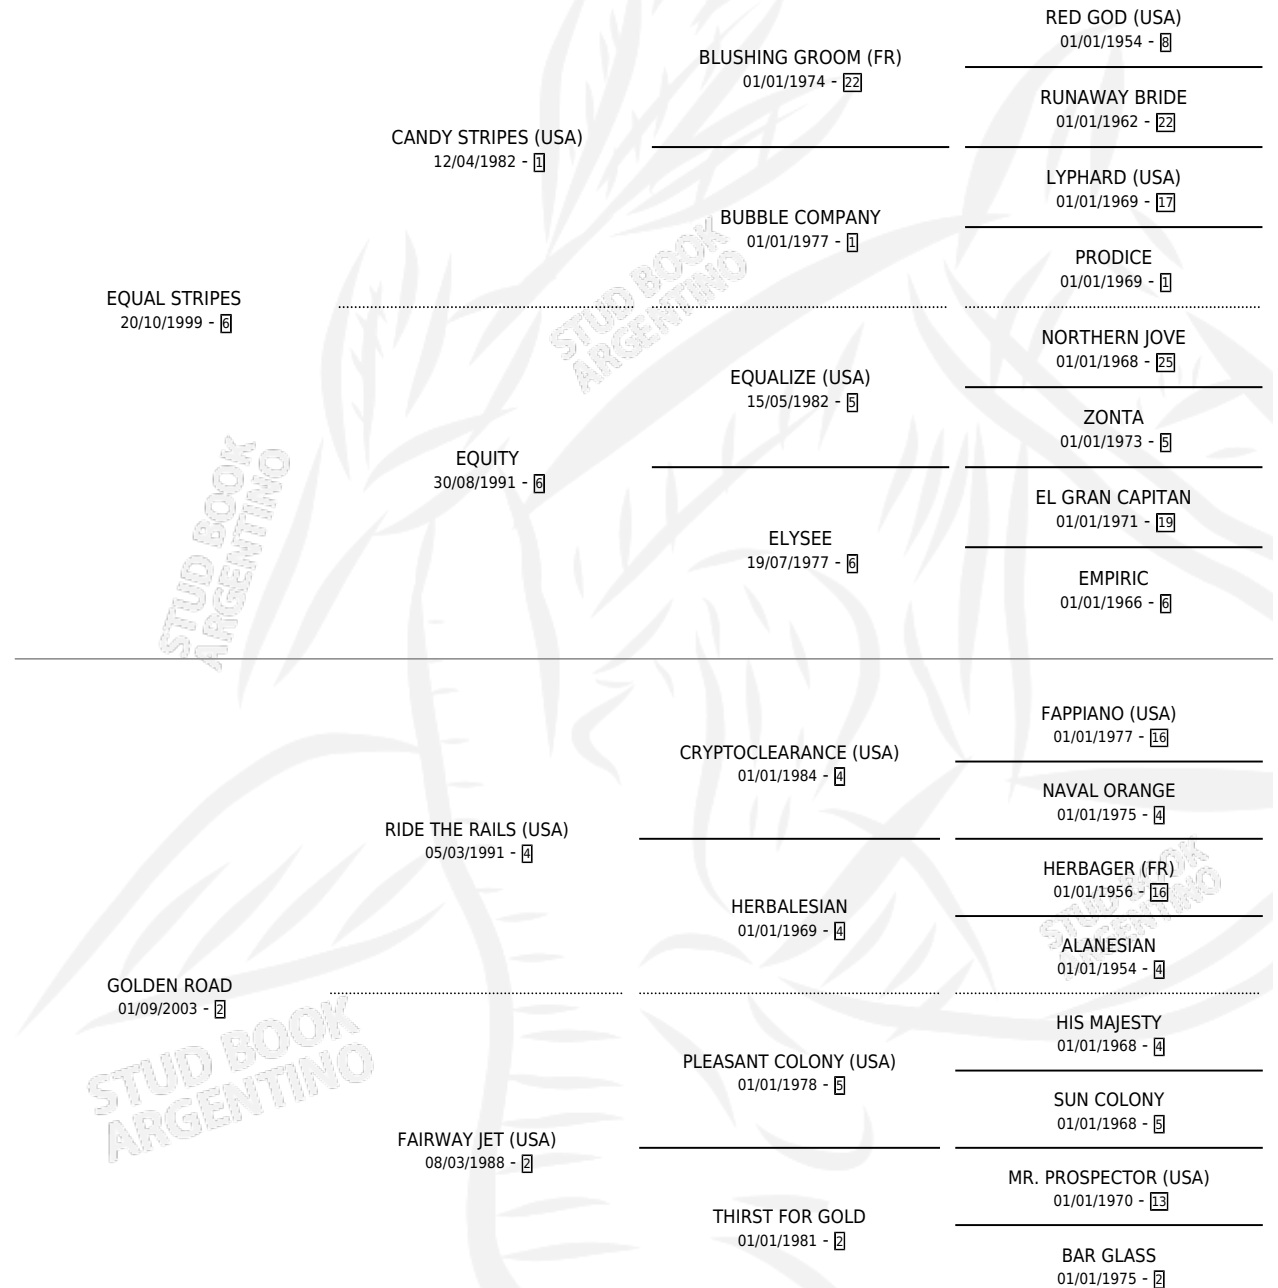 RED GOD (USA)
01/01/1954 - 8
BLUSHING GROOM (FR)
01/01/1974 - 22
RUNAWAY BRIDE
01/01/1962 - 22
CANDY STRIPES (USA)
12/04/1982 - 1
LYPHARD (USA)
01/01/1969 - 17
BUBBLE COMPANY
01/01/1977 - 1
PRODICE
01/01/1969 - 1
EQUAL STRIPES
20/10/1999 - 6
NORTHERN JOVE
01/01/1968 - 25
EQUALIZE (USA)
15/05/1982 - 5
ZONTA
01/01/1973 - 5
EQUITY
30/08/1991 - 6
EL GRAN CAPITAN
01/01/1971 - 19
ELYSEE
19/07/1977 - 6
EMPIRIC
01/01/1966 - 6
STUD BOOK
ARGENTINO
STUD BOOK
ARGENTINO
FAPPIANO (USA)
01/01/1977 - 16
CRYPTOCLEARANCE (USA)
01/01/1984 - 4
NAVAL ORANGE
01/01/1975 - 4
RIDE THE RAILS (USA)
05/03/1991 - 4
HERBAGER (FR)
01/01/1956 - 16
HERBALESIAN
01/01/1969 - 4
ALANESIAN
01/01/1954 - 4
GOLDEN ROAD
01/09/2003 - 2
HIS MAJESTY
01/01/1968 - 4
PLEASANT COLONY (USA)
01/01/1978 - 5
SUN COLONY
01/01/1968 - 5
FAIRWAY JET (USA)
08/03/1988 - 2
MR. PROSPECTOR (USA)
01/01/1970 - 13
THIRST FOR GOLD
01/01/1981 - 2
BAR GLASS
01/01/1975 - 2
STUD BOOK
ARGENTINO
STUD BOOK
ARGENTINO